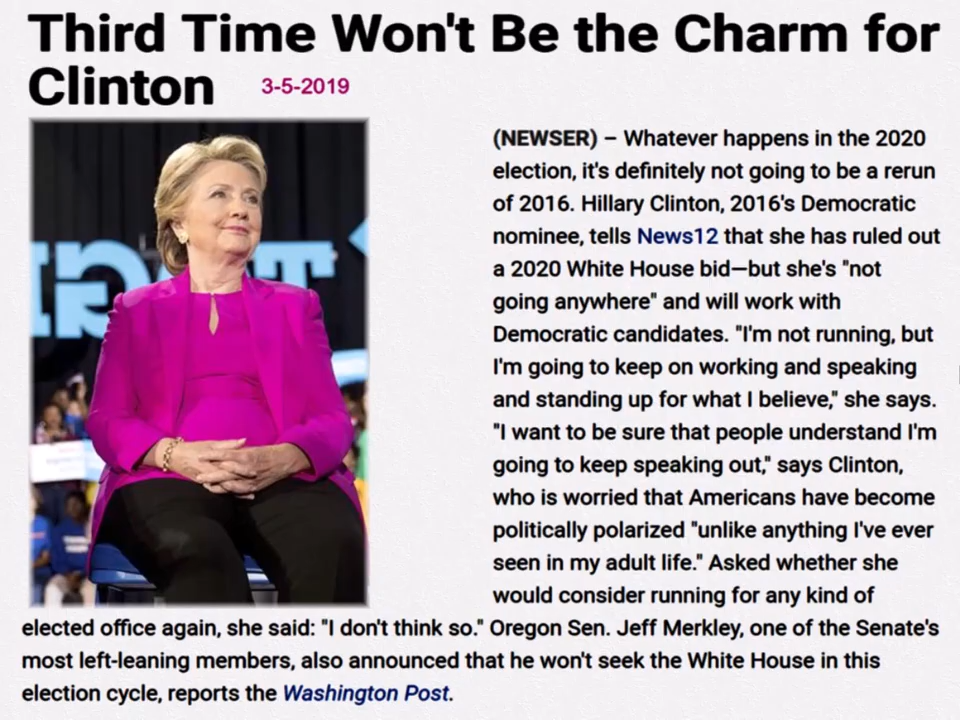 Third Time Won't Be the Charm for
Clinton 3-5-2019
(NEWSER) – Whatever happens in the 2020
election, it's definitely not going to be a rerun
of 2016. Hillary Clinton, 2016's Democratic
nominee, tells News12 that she has ruled out
a 2020 White House bid—but she's "not
going anywhere" and will work with
Democratic candidates. "I'm not running, but
I'm going to keep on working and speaking
and standing up for what I believe," she says.
"I want to be sure that people understand I'm
going to keep speaking out," says Clinton,
who is worried that Americans have become
politically polarized "unlike anything I've ever
seen in my adult life." Asked whether she
would consider running for any kind of
elected office again, she said: "I don't think so." Oregon Sen. Jeff Merkley, one of the Senate's
most left-leaning members, also announced that he won't seek the White House in this
election cycle, reports the Washington Post.